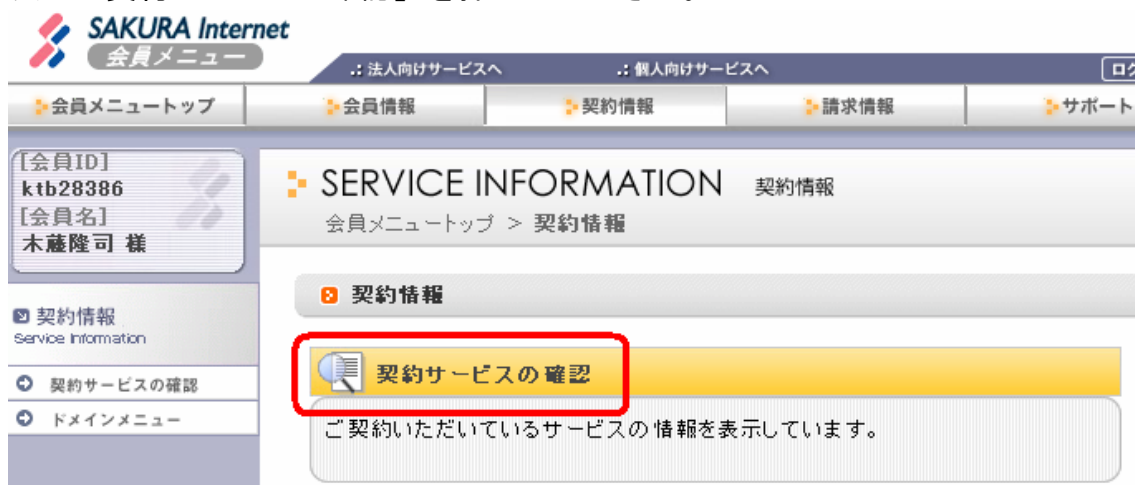 SAKURA Internet
会員メニュー
.: 法人向けサービスへ .: 個人向けサービスへ
会員メニュートップ 会員情報 契約情報 請求情報 サポート
[会員ID]
ktb28386
[会員名]
木藤隆司 様
契約情報
Service Information
契約サービスの確認
ドメインメニュー
SERVICE INFORMATION 契約情報
会員メニュートップ > 契約情報
契約情報
契約サービスの確認
ご契約いただいているサービスの情報を表示しています。